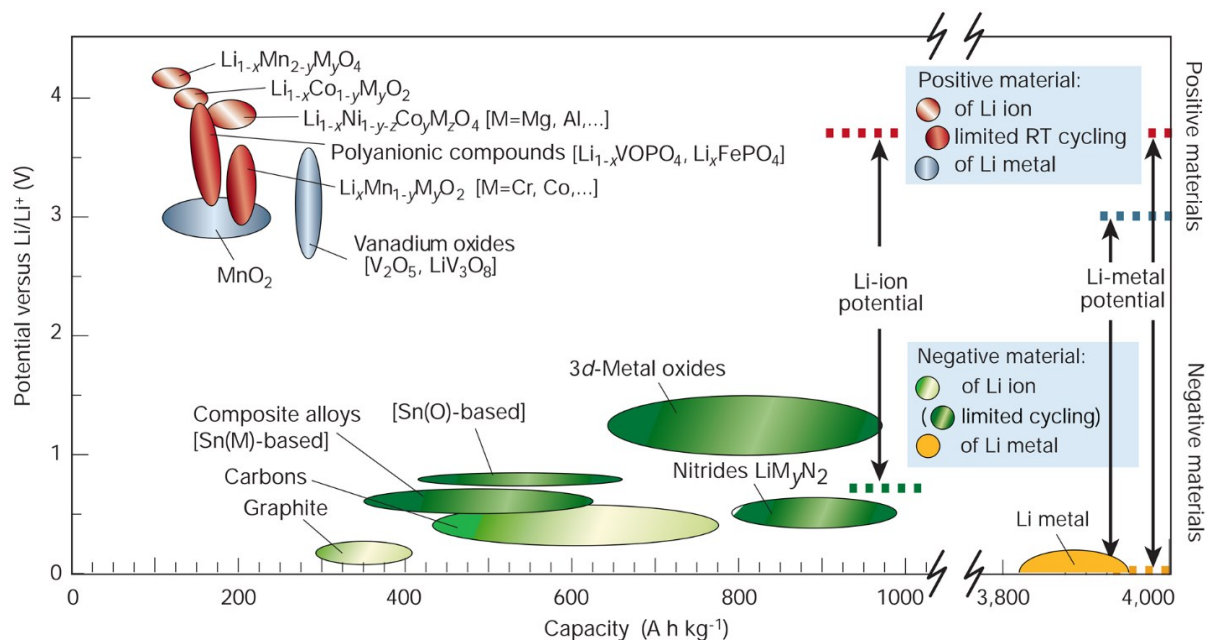 Li₁₋ₓMn₂₋yMyO₄
Li₁₋ₓCo₁₋yMyO₂
Li₁₋ₓNi₁₋y₋zCoyMzO₄ [M=Mg, Al,...]
Polyanionic compounds [Li₁₋ₓVOPO₄, LiₓFePO₄]
LiₓMn₁₋yMyO₂ [M=Cr, Co,...]
Vanadium oxides
[V₂O₅, LiV₃O₈]
MnO₂
Positive material:
of Li ion
limited RT cycling
of Li metal
Positive materials
Li-ion
potential
Li-metal
potential
Negative material:
of Li ion
( limited cycling)
of Li metal
Negative materials
3d-Metal oxides
[Sn(O)-based]
Composite alloys
[Sn(M)-based]
Carbons
Graphite
Nitrides LiMyN₂
Li metal
Potential versus Li/Li⁺ (V)
4
3
2
1
0
0 200 400 600 800 1000 3,800 4,000
Capacity (A h kg⁻¹)